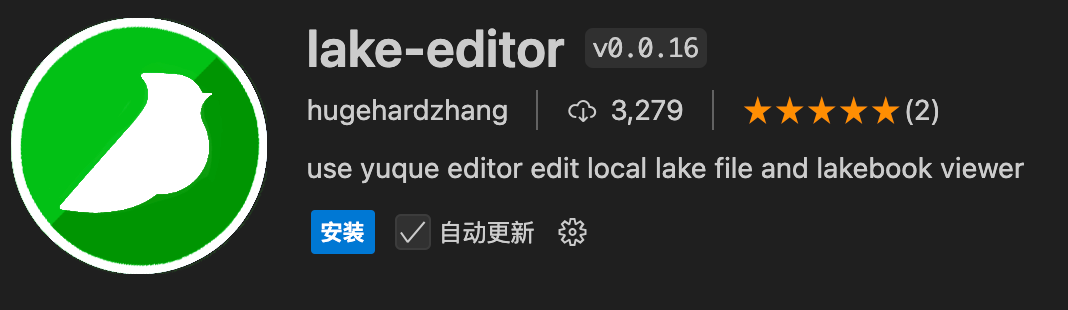 lake-editor v0.0.16
hugehardzhang 3,279 (2)
use yuque editor edit local lake file and lakebook viewer
安装 自动更新